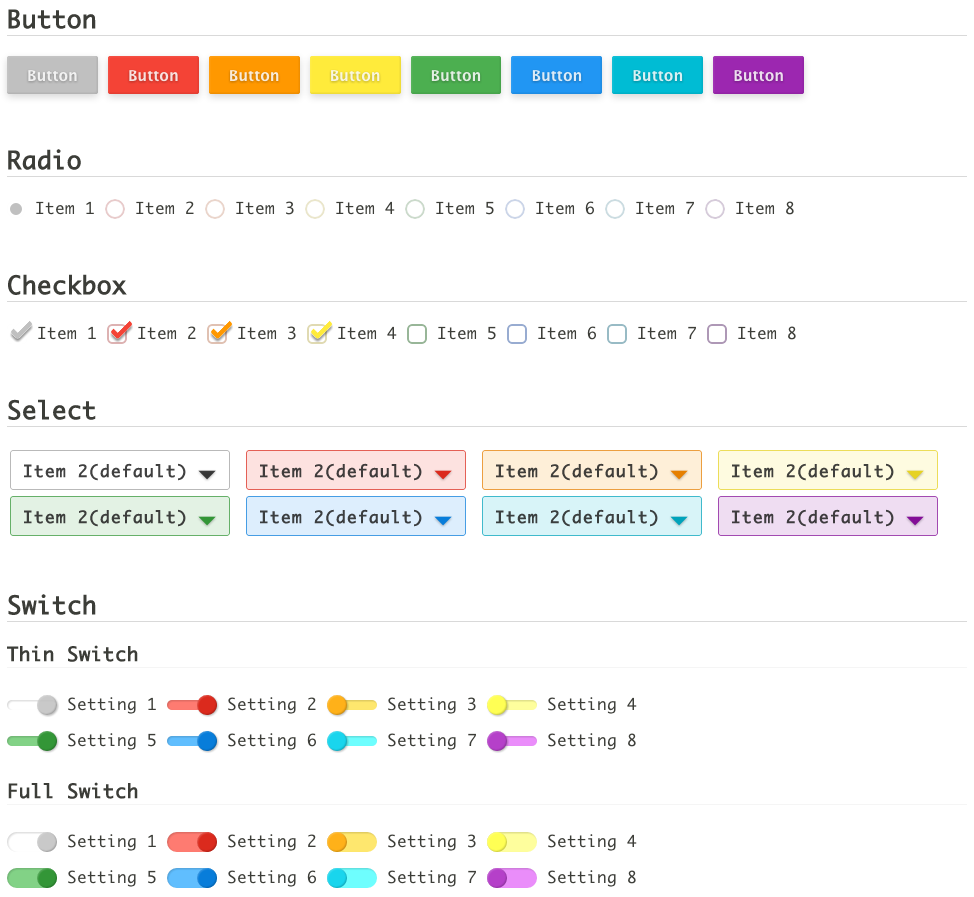 Button
Button Button Button Button Button Button Button Button
Radio
Item 1 Item 2 Item 3 Item 4 Item 5 Item 6 Item 7 Item 8
Checkbox
Item 1 Item 2 Item 3 Item 4 Item 5 Item 6 Item 7 Item 8
Select
Item 2(default) Item 2(default) Item 2(default) Item 2(default)
Item 2(default) Item 2(default) Item 2(default) Item 2(default)
Switch
Thin Switch
Setting 1 Setting 2 Setting 3 Setting 4
Setting 5 Setting 6 Setting 7 Setting 8
Full Switch
Setting 1 Setting 2 Setting 3 Setting 4
Setting 5 Setting 6 Setting 7 Setting 8